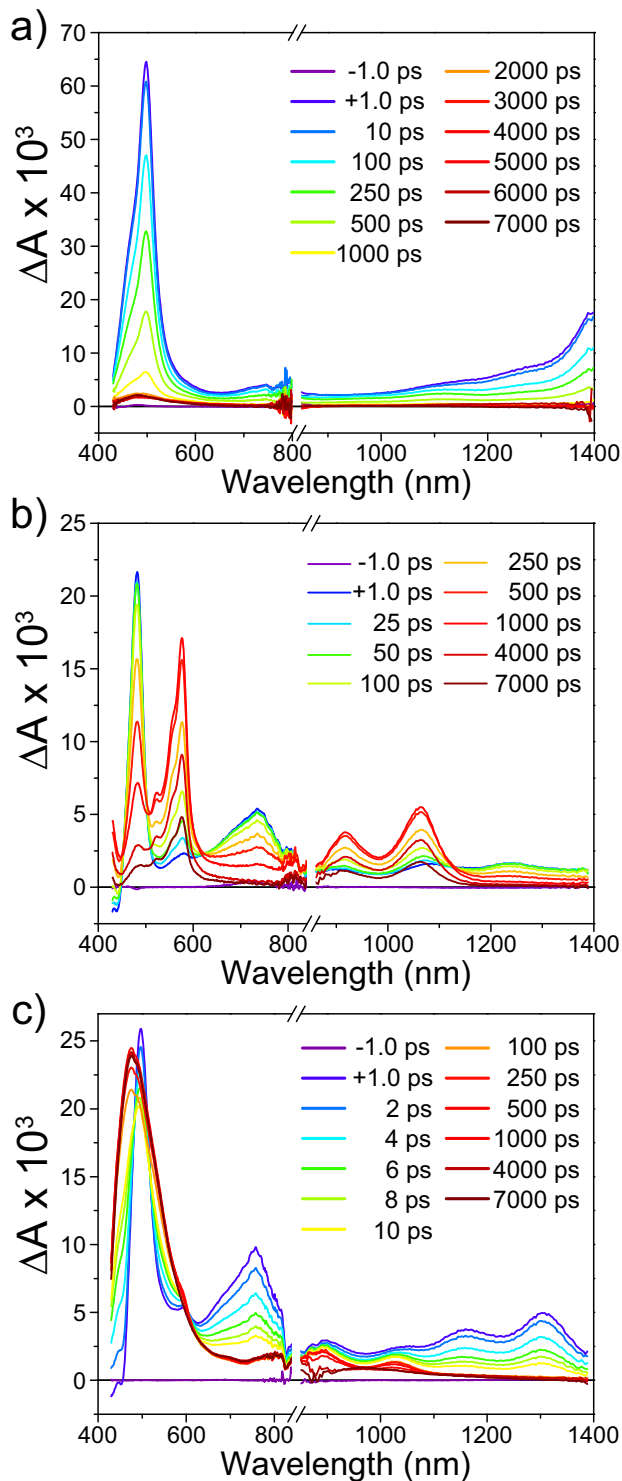 a)
70
60
50
40
30
20
10
0
ΔA x 10³
-1.0 ps
+1.0 ps
10 ps
100 ps
250 ps
500 ps
1000 ps
2000 ps
3000 ps
4000 ps
5000 ps
6000 ps
7000 ps
400 500 600 700 800 1000 1200 1400
Wavelength (nm)
b)
25
20
15
10
5
0
ΔA x 10³
-1.0 ps
+1.0 ps
25 ps
50 ps
100 ps
250 ps
500 ps
1000 ps
4000 ps
7000 ps
400 500 600 700 800 1000 1200 1400
Wavelength (nm)
c)
25
20
15
10
5
0
ΔA x 10³
-1.0 ps
+1.0 ps
2 ps
4 ps
6 ps
8 ps
10 ps
100 ps
250 ps
500 ps
1000 ps
4000 ps
7000 ps
400 600 800 1000 1200 1400
Wavelength (nm)